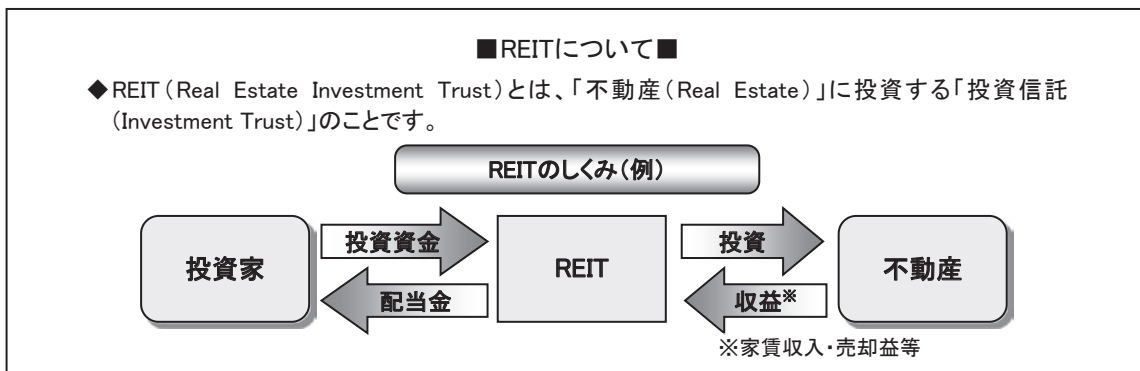 ■REITについて■
◆REIT(Real Estate Investment Trust)とは、「不動産(Real Estate)」に投資する「投資信託
(Investment Trust)」のことです。
REITのしくみ(例)
投資家
投資資金
配当金
REIT
投資
収益※
不動産
※家賃収入・売却益等